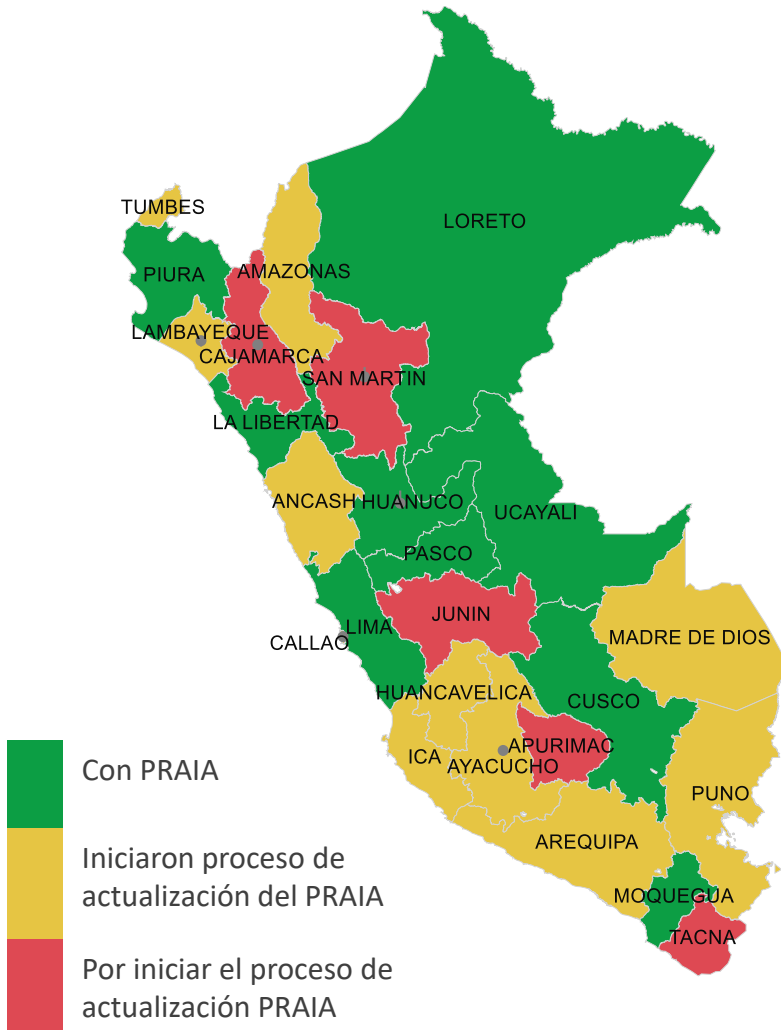 TUMBES
LORETO
PIURA
AMAZONAS
LAMBAYEQUE
CAJAMARCA
SAN MARTIN
LA LIBERTAD
ANCASH
HUANUCO
UCAYALI
PASCO
JUNIN
LIMA
CALLAO
MADRE DE DIOS
HUANCAVELICA
CUSCO
ICA
APURIMAC
AYACUCHO
PUNO
AREQUIPA
MOQUEGUA
TACNA
Con PRAIA
Iniciaron proceso de
actualización del PRAIA
Por iniciar el proceso de
actualización PRAIA